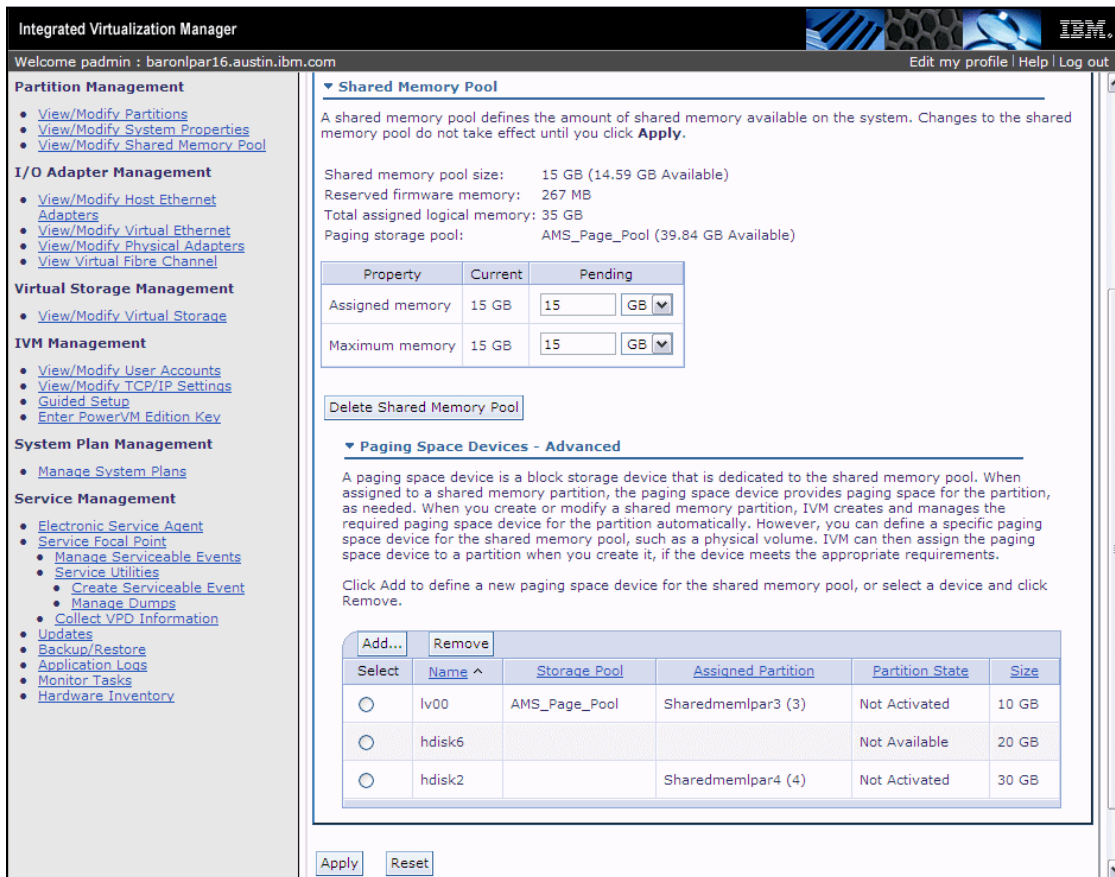 Integrated Virtualization Manager
IBM.
Welcome padmin : baronlpar16.austin.ibm.com
Edit my profile | Help | Log out
Partition Management
View/Modify Partitions
View/Modify System Properties
View/Modify Shared Memory Pool
I/O Adapter Management
View/Modify Host Ethernet
Adapters
View/Modify Virtual Ethernet
View/Modify Physical Adapters
View Virtual Fibre Channel
Virtual Storage Management
View/Modify Virtual Storage
IVM Management
View/Modify User Accounts
View/Modify TCP/IP Settings
Guided Setup
Enter PowerVM Edition Key
System Plan Management
Manage System Plans
Service Management
Electronic Service Agent
Service Focal Point
Manage Serviceable Events
Service Utilities
Create Serviceable Event
Manage Dumps
Collect VPD Information
Updates
Backup/Restore
Application Logs
Monitor Tasks
Hardware Inventory
Shared Memory Pool
A shared memory pool defines the amount of shared memory available on the system. Changes to the shared
memory pool do not take effect until you click Apply.
Shared memory pool size: 15 GB (14.59 GB Available)
Reserved firmware memory: 267 MB
Total assigned logical memory: 35 GB
Paging storage pool: AMS_Page_Pool (39.84 GB Available)
Property Current Pending
Assigned memory 15 GB 15 GB
Maximum memory 15 GB 15 GB
Delete Shared Memory Pool
Paging Space Devices - Advanced
A paging space device is a block storage device that is dedicated to the shared memory pool. When
assigned to a shared memory partition, the paging space device provides paging space for the partition,
as needed. When you create or modify a shared memory partition, IVM creates and manages the
required paging space device for the partition automatically. However, you can define a specific paging
space device for the shared memory pool, such as a physical volume. IVM can then assign the paging
space device to a partition when you create it, if the device meets the appropriate requirements.
Click Add to define a new paging space device for the shared memory pool, or select a device and click
Remove.
Add... Remove
Select Name ^ Storage Pool Assigned Partition Partition State Size
lv00 AMS_Page_Pool Sharedmemlpar3 (3) Not Activated 10 GB
hdisk6 Not Available 20 GB
hdisk2 Sharedmemlpar4 (4) Not Activated 30 GB
Apply Reset